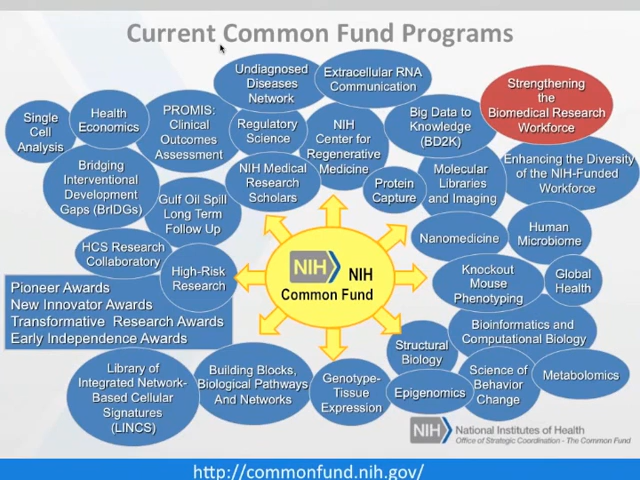 Current Common Fund Programs
Undiagnosed
Diseases
Network
Extracellular RNA
Communication
Strengthening
the
Biomedical Research
Workforce
Single
Cell
Analysis
Health
Economics
PROMIS:
Clinical
Outcomes
Assessment
Regulatory
Science
NIH
Center for
Regenerative
Medicine
Big Data to
Knowledge
(BD2K)
Enhancing the Diversity
of the NIH-Funded
Workforce
Bridging
Interventional
Development
Gaps (BrIDGs)
NIH Medical
Research
Scholars
Protein
Capture
Molecular
Libraries
and Imaging
Gulf Oil Spill
Long Term
Follow Up
Nanomedicine
Human
Microbiome
HCS Research
Collaboratory
High-Risk
Research
NIH
NIH
Common Fund
Knockout
Mouse
Phenotyping
Global
Health
Pioneer Awards
New Innovator Awards
Transformative Research Awards
Early Independence Awards
Bioinformatics and
Computational Biology
Structural
Biology
Library of
Integrated Network-
Based Cellular
Signatures
(LINCS)
Building Blocks,
Biological Pathways
And Networks
Genotype-
Tissue
Expression
Epigenomics
Science of
Behavior
Change
Metabolomics
NIH
National Institutes of Health
Office of Strategic Coordination - The Common Fund
http://commonfund.nih.gov/